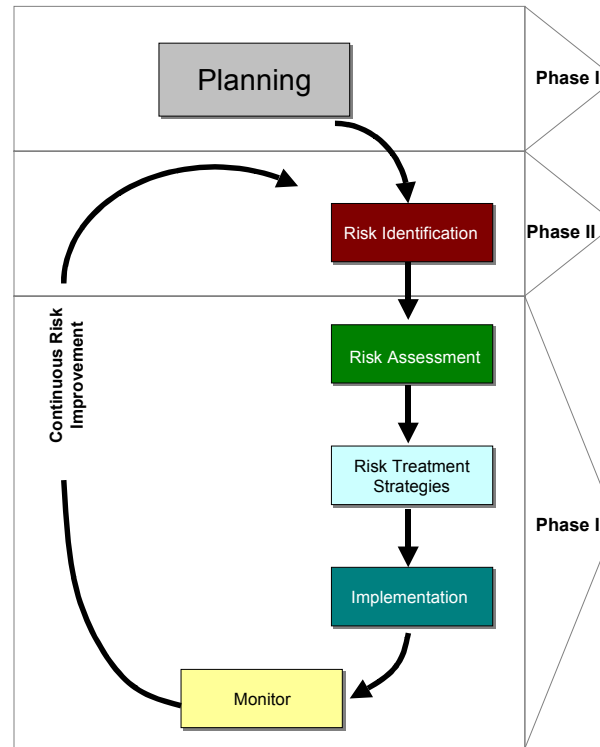 Planning
Phase I
Risk Identification
Phase II
Risk Assessment
Continuous Risk
Improvement
Risk Treatment
Strategies
Phase I
Implementation
Monitor